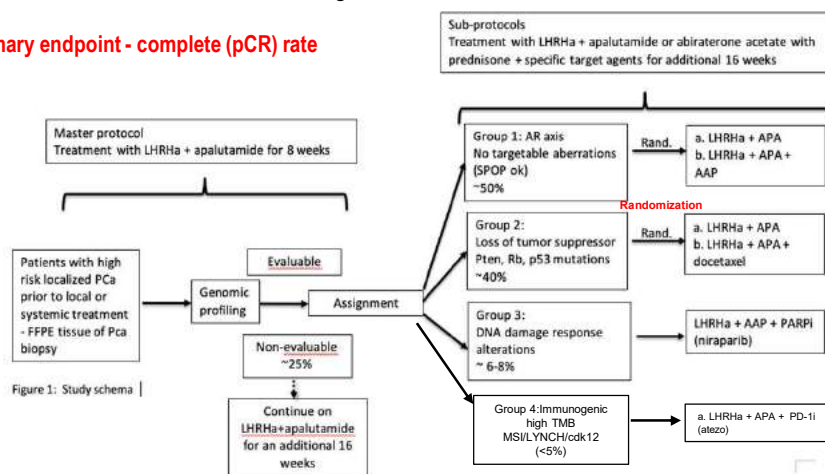 nary endpoint - complete (pCR) rate
Sub-protocols
Treatment with LHRHa + apalutamide or abiraterone acetate with
prednisone + specific target agents for additional 16 weeks
Master protocol
Treatment with LHRHa + apalutamide for 8 weeks
Patients with high
risk localized PCa
prior to local or
systemic treatment
- FFPE tissue of Pca
biopsy
Genomic
profiling
Evaluable
Non-evaluable
~25%
Continue on
LHRHa+apalutamide
for an additional 16
weeks
Assignment
Group 1: AR axis
No targetable aberrations
(SPOP ok)
~50%
Rand.
a. LHRHa + APA
b. LHRHa + APA +
AAP
Randomization
Group 2:
Loss of tumor suppressor
Pten, Rb, p53 mutations
~40%
Rand.
a. LHRHa + APA
b. LHRHa + APA +
docetaxel
Group 3:
DNA damage response
alterations
~ 6-8%
LHRHa + AAP + PARPi
(niraparib)
Group 4:Immunogenic
high TMB
MSI/LYNCH/cdk12
(<5%)
a. LHRHa + APA + PD-1i
(atezo)
Figure 1: Study schema